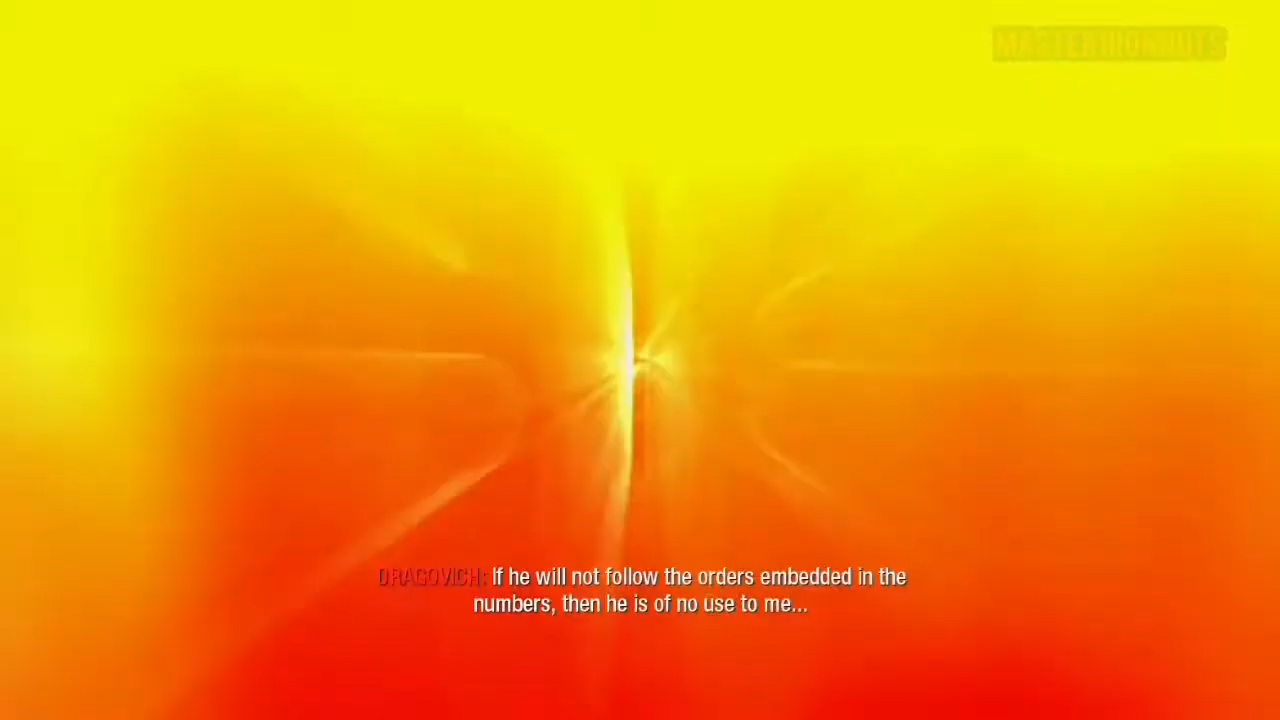 MASTERIRONNUTS
DRAGOVICH: If he will not follow the orders embedded in the
numbers, then he is of no use to me...